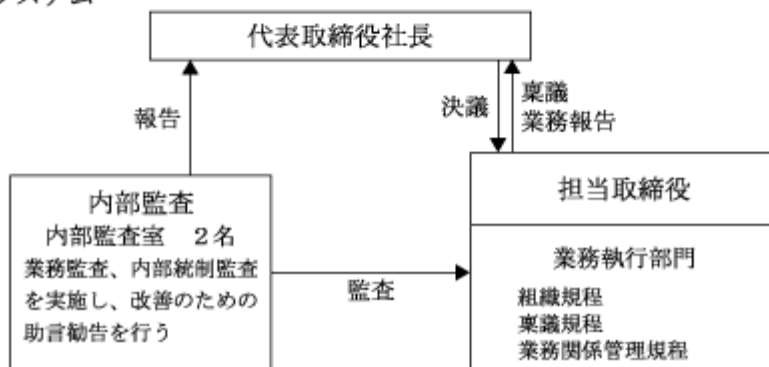 ステム
代表取締役社長
報告
決議
稟議
業務報告
内部監査
内部監査室 2名
業務監査、内部統制監査
を実施し、改善のための
助言勧告を行う
監査
担当取締役
業務執行部門
組織規程
稟議規程
業務関係管理規程